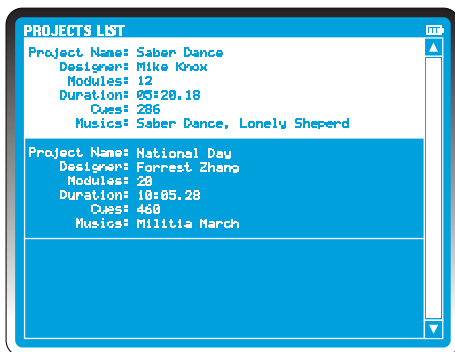 PROJECTS LIST
Project Name: Saber Dance
Designer: Mike Knox
Modules: 12
Duration: 05:20.18
Cues: 286
Musics: Saber Dance, Lonely Sheperd
Project Name: National Day
Designer: Forrest Zhang
Modules: 20
Duration: 10:05.28
Cues: 460
Musics: Militia March